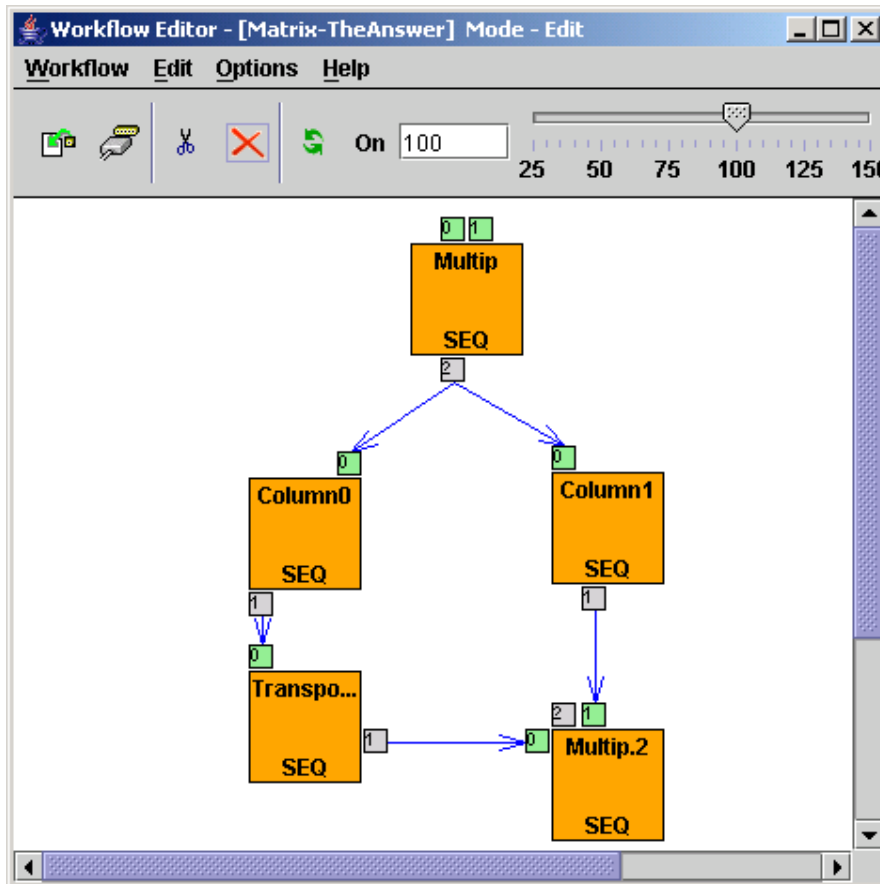 Workflow Editor - [Matrix-TheAnswer] Mode - Edit
Workflow Edit Options Help
On 100
25 50 75 100 125 150
0 1
Multip
SEQ
2
0
Column0
SEQ
1
0
Column1
SEQ
1
0
Transpo...
SEQ
1
2 1
0
Multip.2
SEQ